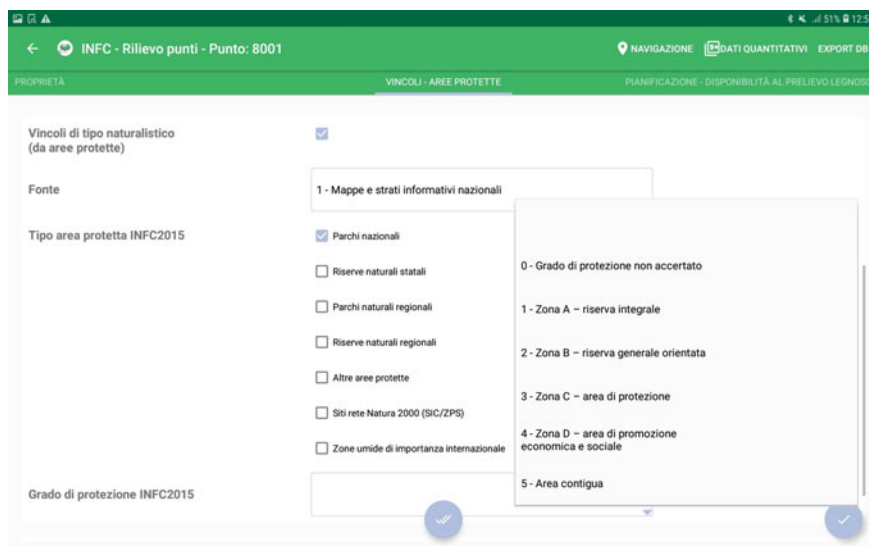 51% 12:5
INFC - Rilievo punti - Punto: 8001
NAVIGAZIONE
DATI QUANTITATIVI
EXPORT DB
PROPRIETÀ
VINCOLI - AREE PROTETTE
PIANIFICAZIONE - DISPONIBILITÀ AL PRELIEVO LEGNOSO
Vincoli di tipo naturalistico
(da aree protette)
Fonte
1 - Mappe e strati informativi nazionali
Tipo area protetta INFC2015
Parchi nazionali
Riserve naturali statali
Parchi naturali regionali
Riserve naturali regionali
Altre aree protette
Siti rete Natura 2000 (SIC/ZPS)
Zone umide di importanza internazionale
Grado di protezione INFC2015
0 - Grado di protezione non accertato
1 - Zona A – riserva integrale
2 - Zona B – riserva generale orientata
3 - Zona C – area di protezione
4 - Zona D – area di promozione
economica e sociale
5 - Area contigua